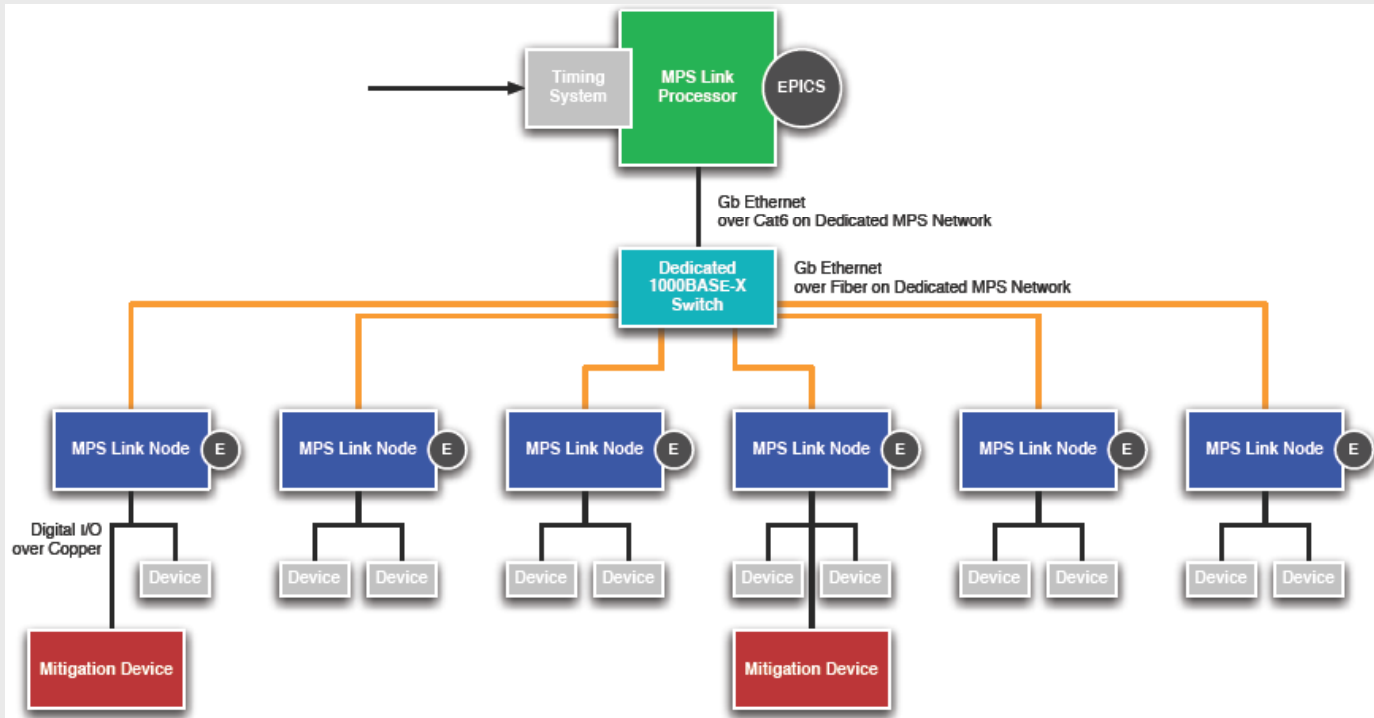 Timing
System
MPS Link
Processor
EPICS
Gb Ethernet
over Cat6 on Dedicated MPS Network
Dedicated
1000BASE-X
Switch
Gb Ethernet
over Fiber on Dedicated MPS Network
MPS Link Node
E
MPS Link Node
E
MPS Link Node
E
MPS Link Node
E
MPS Link Node
E
MPS Link Node
E
Digital I/O
over Copper
Device
Device
Device
Device
Device
Device
Device
Device
Device
Device
Device
Mitigation Device
Mitigation Device